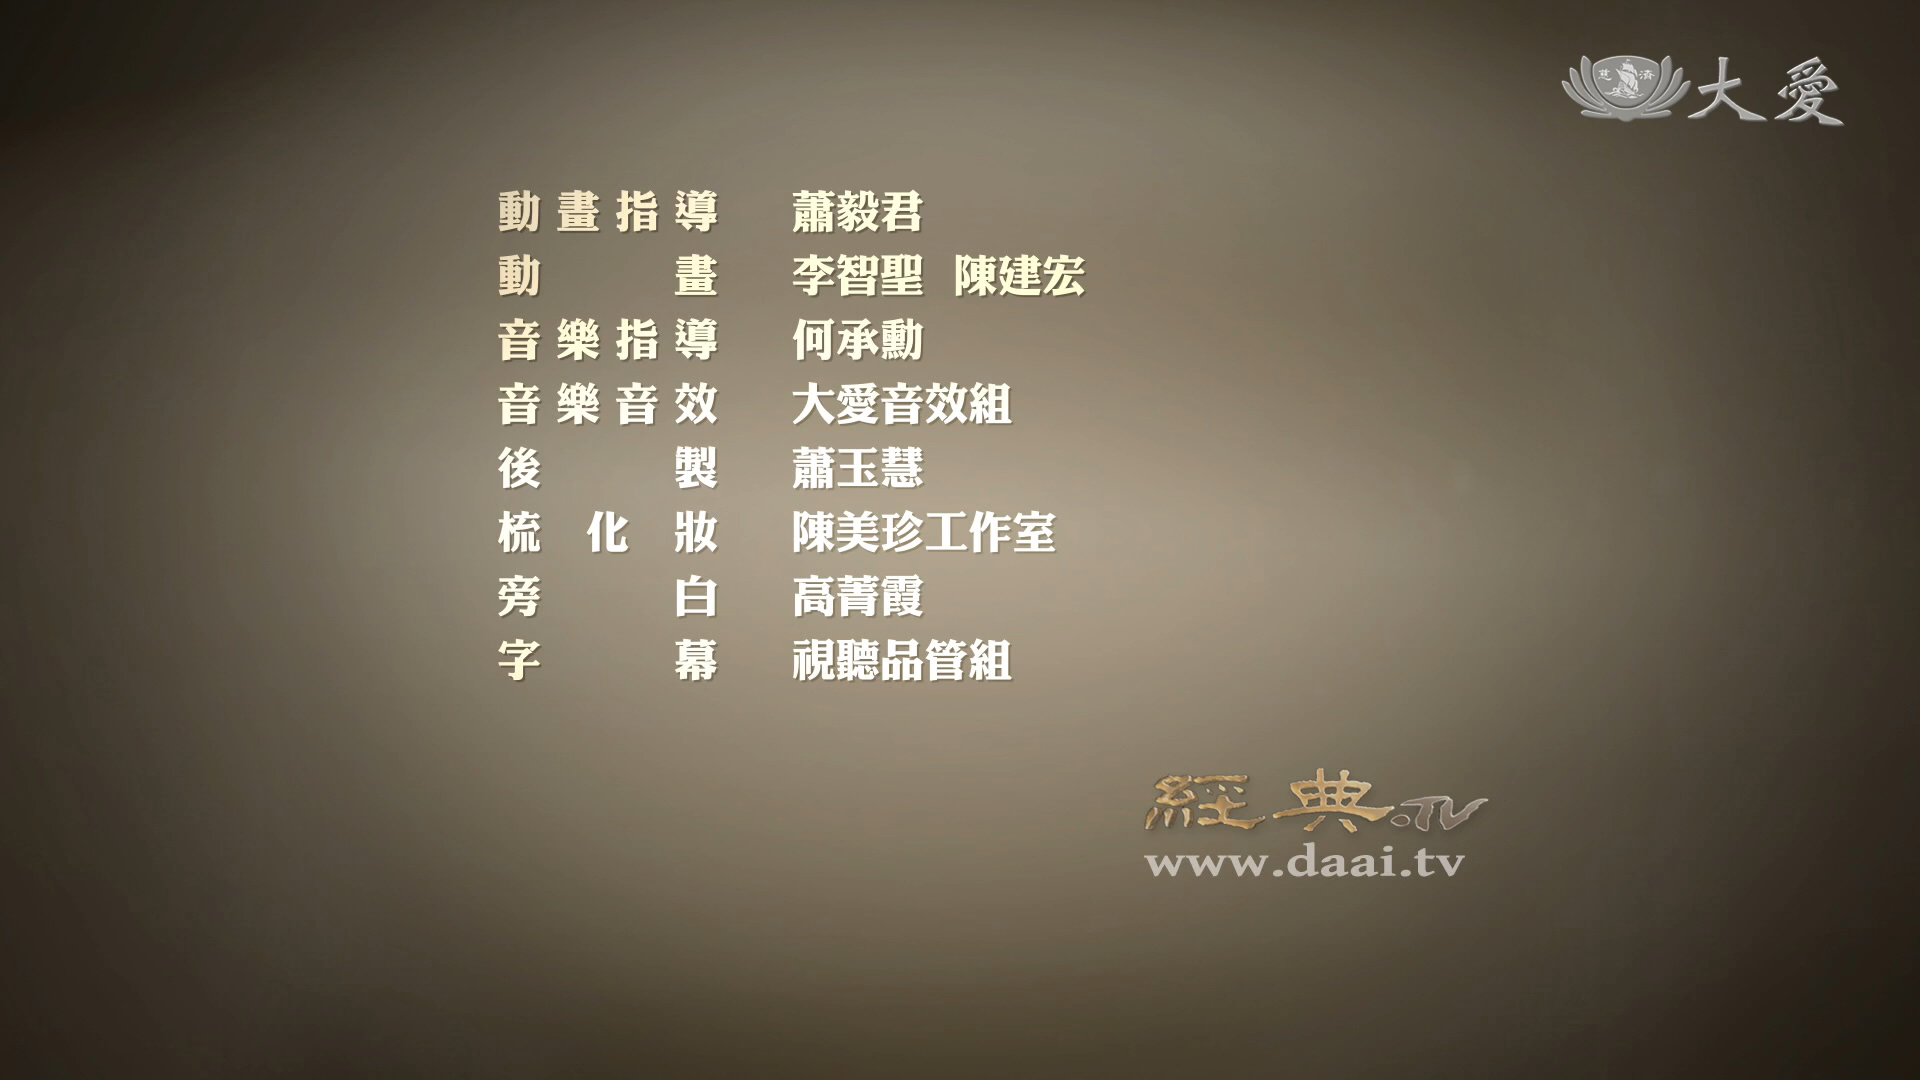 慈濟 大愛
動畫指導 蕭毅君
動畫 李智聖 陳建宏
音樂指導 何承勳
音樂音效 大愛音效組
後製 蕭玉慧
梳化妝 陳美珍工作室
旁白 高菁霞
字幕 視聽品管組
經典.TV
www.daai.tv